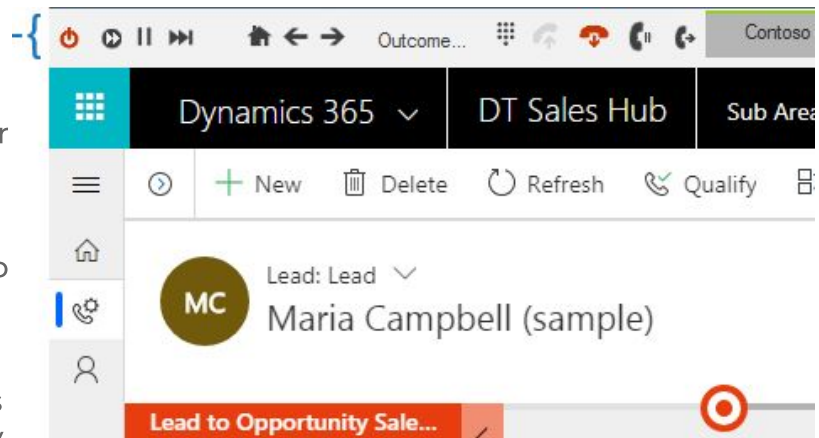 Outcome...
Contoso
Dynamics 365
DT Sales Hub
Sub Area
New
Delete
Refresh
Qualify
Lead: Lead
MC
Maria Campbell (sample)
Lead to Opportunity Sale...